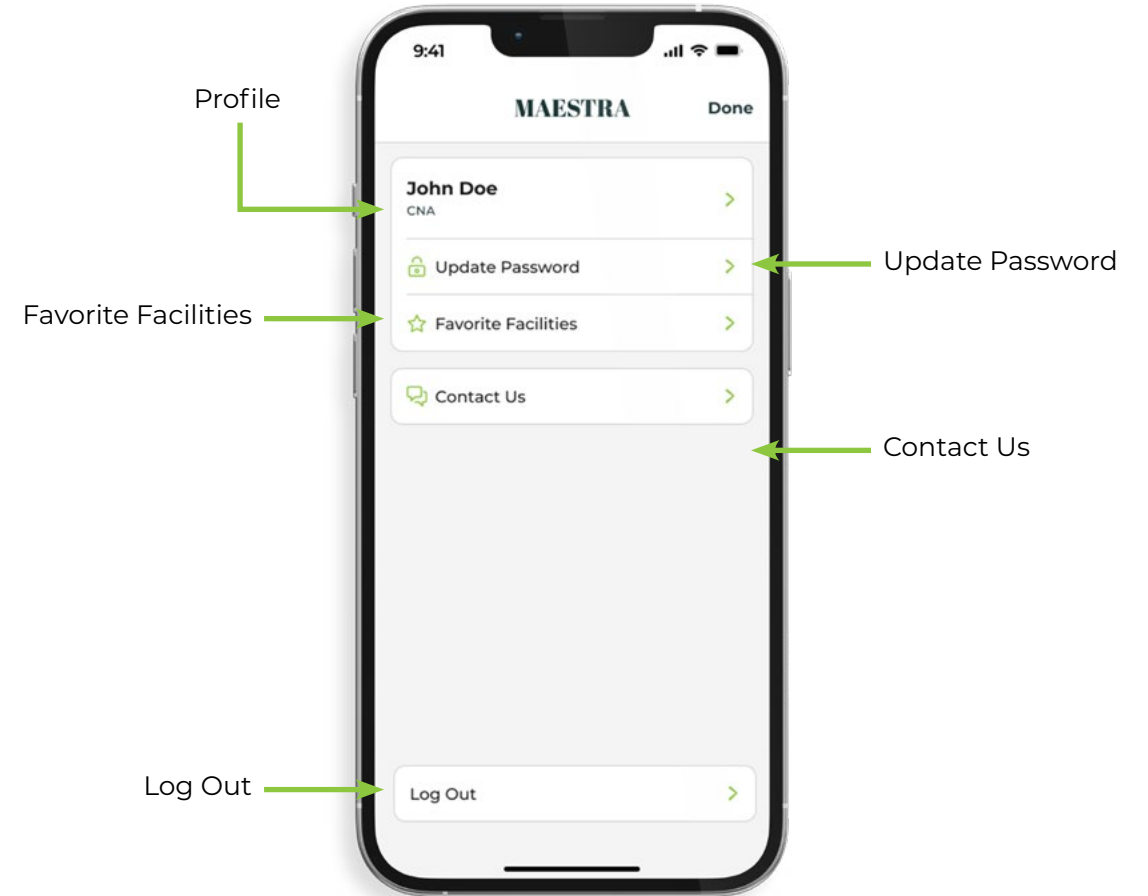 9:41
MAESTRA Done
Profile
John Doe
CNA
Update Password
Update Password
Favorite Facilities
Favorite Facilities
Contact Us
Contact Us
Log Out
Log Out